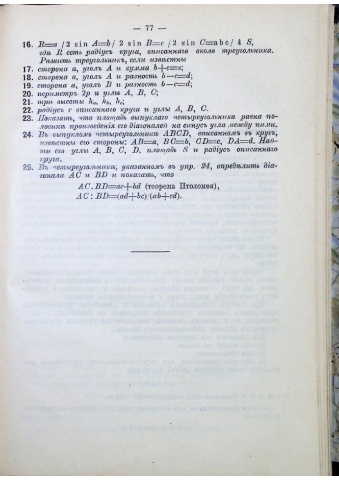 — 77 —
16. R=a / 2 sin A=b / 2 sin B=c / 2 sin C=abc / 4 S,
гдѣ R есть радіусъ круга, описаннаго около треугольника.
Рѣшить треугольникъ, если извѣстны
17. сторона a, уголъ A и сумма b+c=s;
18. сторона a, уголъ A и разность b−c=d;
19. сторона a, уголъ B и разность b−c=d;
20. периметръ 2p и углы A, B, C;
21. три высоты hₐ, h_b, h_c;
22. радіусъ r описаннаго круга и углы A, B, C.
23. Показать, что площадь выпуклаго четыреугольника равна по-
ловинѣ произведенія его діагоналей на синусъ угла между ними.
24. Въ выпукломъ четыреугольникѣ ABCD, вписанномъ въ кругъ,
извѣстны его стороны: AB=a, BC=b, CD=c, DA=d. Най-
ти его углы A, B, C, D, площадь S и радіусъ описаннаго
круга.
25. Въ четыреугольникѣ, указанномъ въ упр. 24, опредѣлить діа-
гонали AC и BD и показать, что
AC.BD=ac+bd (теорема Птоломея),
AC : BD=(ad+bc) : (ab+cd).